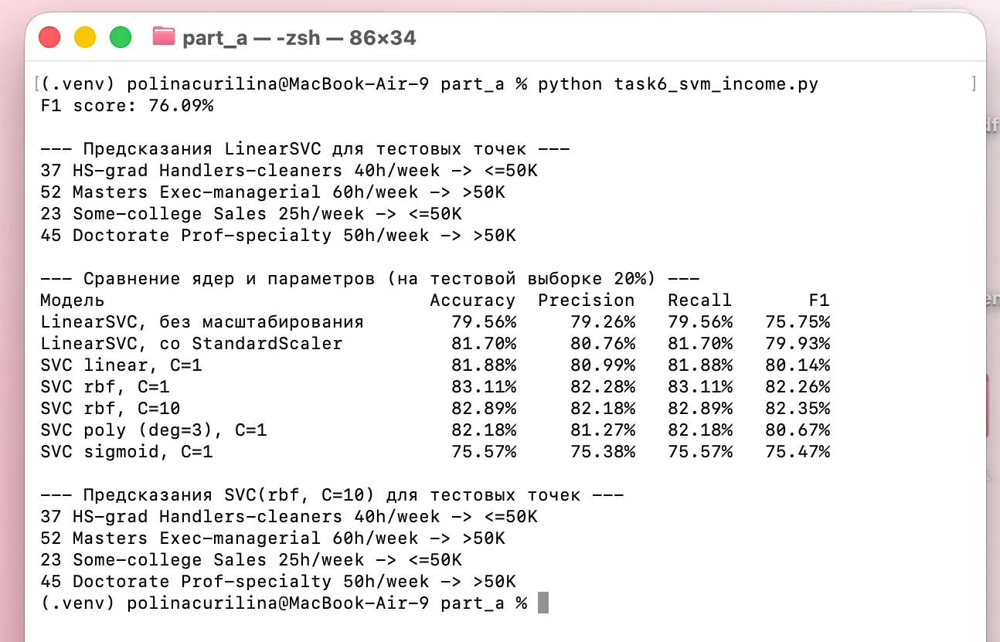 part_a — -zsh — 86×34
[(.venv) polinacurilina@MacBook-Air-9 part_a % python task6_svm_income.py ]
F1 score: 76.09%
--- Предсказания LinearSVC для тестовых точек ---
37 HS-grad Handlers-cleaners 40h/week -> <=50K
52 Masters Exec-managerial 60h/week -> >50K
23 Some-college Sales 25h/week -> <=50K
45 Doctorate Prof-specialty 50h/week -> >50K
--- Сравнение ядер и параметров (на тестовой выборке 20%) ---
Модель Accuracy Precision Recall F1
LinearSVC, без масштабирования 79.56% 79.26% 79.56% 75.75%
LinearSVC, со StandardScaler 81.70% 80.76% 81.70% 79.93%
SVC linear, C=1 81.88% 80.99% 81.88% 80.14%
SVC rbf, C=1 83.11% 82.28% 83.11% 82.26%
SVC rbf, C=10 82.89% 82.18% 82.89% 82.35%
SVC poly (deg=3), C=1 82.18% 81.27% 82.18% 80.67%
SVC sigmoid, C=1 75.57% 75.38% 75.57% 75.47%
--- Предсказания SVC(rbf, C=10) для тестовых точек ---
37 HS-grad Handlers-cleaners 40h/week -> <=50K
52 Masters Exec-managerial 60h/week -> >50K
23 Some-college Sales 25h/week -> <=50K
45 Doctorate Prof-specialty 50h/week -> >50K
(.venv) polinacurilina@MacBook-Air-9 part_a %